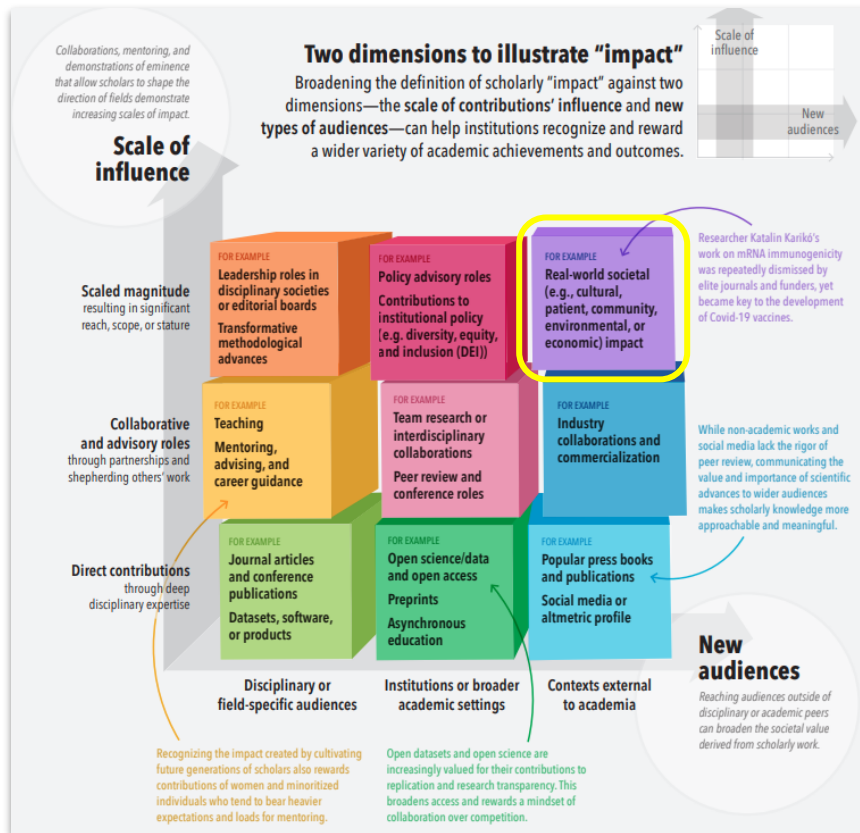 Collaborations, mentoring, and
demonstrations of eminence
that allow scholars to shape the
direction of fields demonstrate
increasing scales of impact.
Scale of
influence
Two dimensions to illustrate “impact”
Broadening the definition of scholarly “impact” against two
dimensions—the scale of contributions’ influence and new
types of audiences—can help institutions recognize and reward
a wider variety of academic achievements and outcomes.
Scale of
influence
New
audiences
Scaled magnitude
resulting in significant
reach, scope, or stature
FOR EXAMPLE
Leadership roles in
disciplinary societies
or editorial boards
Transformative
methodological
advances
FOR EXAMPLE
Policy advisory roles
Contributions to
institutional policy
(e.g. diversity, equity,
and inclusion (DEI))
FOR EXAMPLE
Real-world societal
(e.g., cultural,
patient, community,
environmental, or
economic) impact
Researcher Katalin Karikó’s
work on mRNA immunogenicity
was repeatedly dismissed by
elite journals and funders, yet
became key to the development
of Covid-19 vaccines.
Collaborative
and advisory roles
through partnerships and
shepherding others’ work
FOR EXAMPLE
Teaching
Mentoring,
advising, and
career guidance
FOR EXAMPLE
Team research or
interdisciplinary
collaborations
Peer review and
conference roles
FOR EXAMPLE
Industry
collaborations and
commercialization
While non-academic works and
social media lack the rigor of
peer review, communicating the
value and importance of scientific
advances to wider audiences
makes scholarly knowledge more
approachable and meaningful.
Direct contributions
through deep
disciplinary expertise
FOR EXAMPLE
Journal articles
and conference
publications
Datasets, software,
or products
FOR EXAMPLE
Open science/data
and open access
Preprints
Asynchronous
education
FOR EXAMPLE
Popular press books
and publications
Social media or
altmetric profile
New
audiences
Reaching audiences outside of
disciplinary or academic peers
can broaden the societal value
derived from scholarly work.
Disciplinary or
field-specific audiences
Institutions or broader
academic settings
Contexts external
to academia
Recognizing the impact created by cultivating
future generations of scholars also rewards
contributions of women and minoritized
individuals who tend to bear heavier
expectations and loads for mentoring.
Open datasets and open science are
increasingly valued for their contributions to
replication and research transparency. This
broadens access and rewards a mindset of
collaboration over competition.